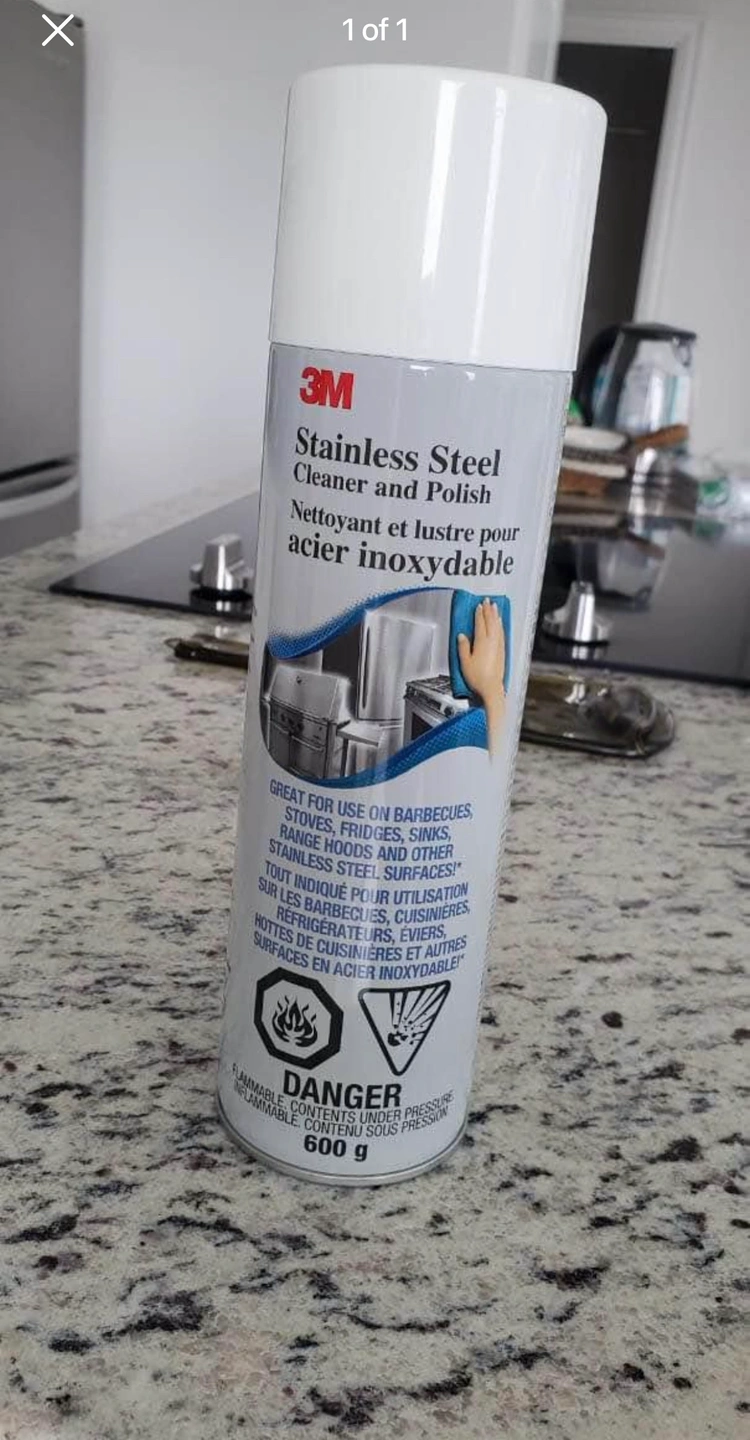 1 of 1
3M
Stainless Steel
Cleaner and Polish
Nettoyant et lustre pour
acier inoxydable
GREAT FOR USE ON BARBECUES,
STOVES, FRIDGES, SINKS,
RANGE HOODS AND OTHER
STAINLESS STEEL SURFACES!*
TOUT INDIQUÉ POUR UTILISATION
SUR LES BARBECUES, CUISINIÈRES,
RÉFRIGÉRATEURS, ÉVIERS,
HOTTES DE CUISINIÈRES ET AUTRES
SURFACES EN ACIER INOXYDABLE!*
DANGER
FLAMMABLE. CONTENTS UNDER PRESSURE
INFLAMMABLE. CONTENU SOUS PRESSION
600 g